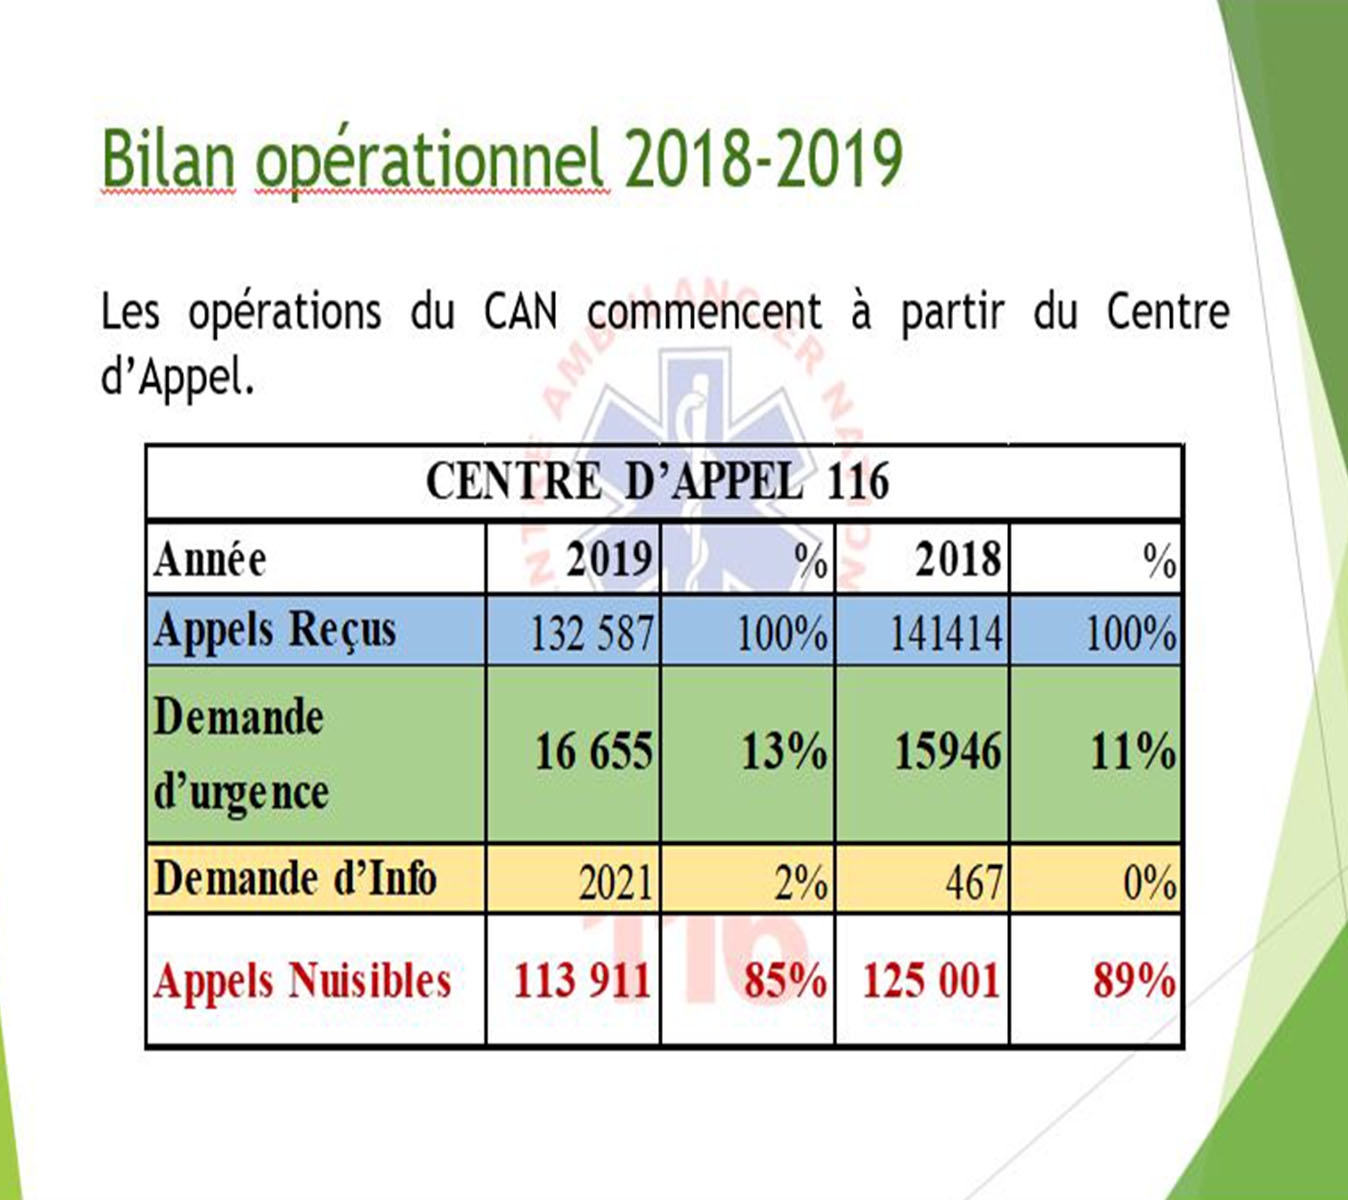 Bilan opérationnel 2018-2019
Les opérations du CAN commencent à partir du Centre
d’Appel.
CENTRE D’APPEL 116
Année 2019 % 2018 %
Appels Reçus 132 587 100% 141414 100%
Demande
d’urgence 16 655 13% 15946 11%
Demande d’Info 2021 2% 467 0%
Appels Nuisibles 113 911 85% 125 001 89%
116